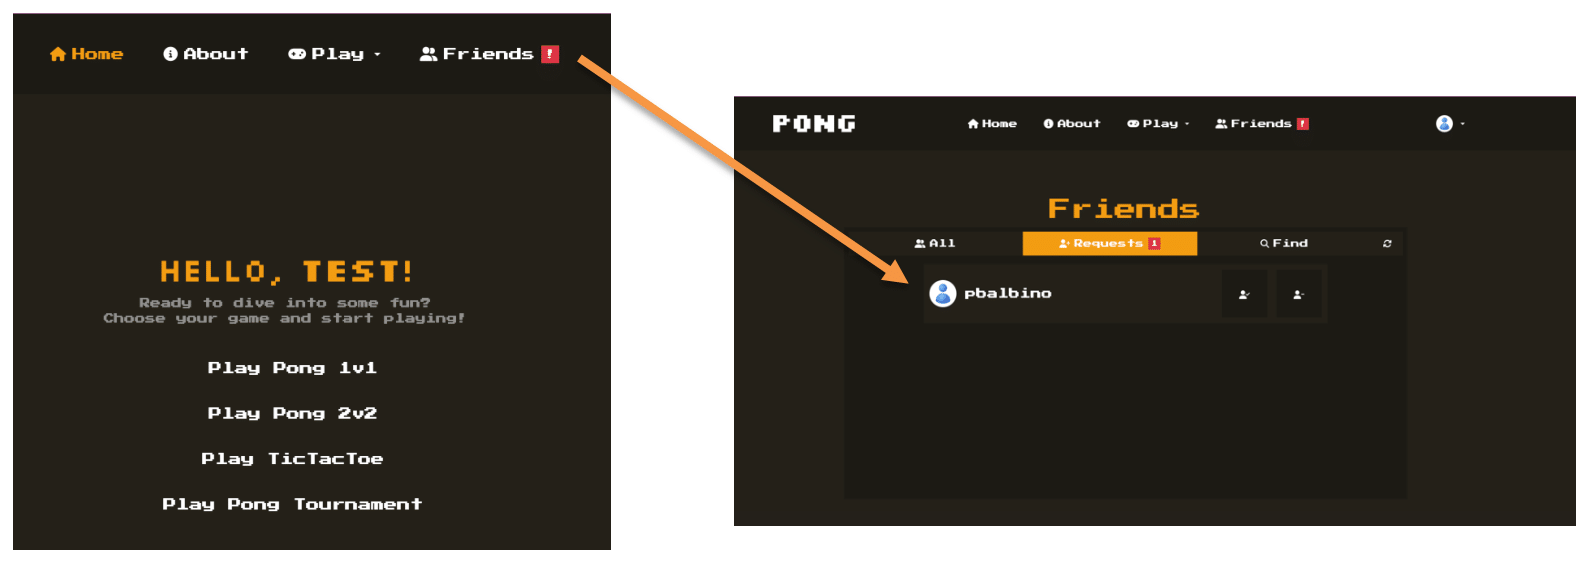 Home About Play Friends !
HELLO, TEST!
Ready to dive into some fun?
Choose your game and start playing!
Play Pong 1v1
Play Pong 2v2
Play TicTacToe
Play Pong Tournament
PONG Home About Play Friends !
Friends
All Requests 1 Find
pbalbino